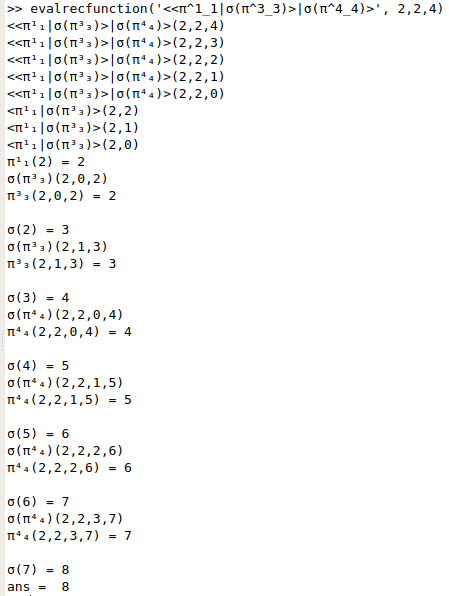 >> evalrecfunction('<<π^1_1|σ(π^3_3)>|σ(π^4_4)>', 2,2,4)
<<π¹₁|σ(π³₃)>|σ(π⁴₄)>(2,2,4)
<<π¹₁|σ(π³₃)>|σ(π⁴₄)>(2,2,3)
<<π¹₁|σ(π³₃)>|σ(π⁴₄)>(2,2,2)
<<π¹₁|σ(π³₃)>|σ(π⁴₄)>(2,2,1)
<<π¹₁|σ(π³₃)>|σ(π⁴₄)>(2,2,0)
<π¹₁|σ(π³₃)>(2,2)
<π¹₁|σ(π³₃)>(2,1)
<π¹₁|σ(π³₃)>(2,0)
π¹₁(2) = 2
σ(π³₃)(2,0,2)
π³₃(2,0,2) = 2
σ(2) = 3
σ(π³₃)(2,1,3)
π³₃(2,1,3) = 3
σ(3) = 4
σ(π⁴₄)(2,2,0,4)
π⁴₄(2,2,0,4) = 4
σ(4) = 5
σ(π⁴₄)(2,2,1,5)
π⁴₄(2,2,1,5) = 5
σ(5) = 6
σ(π⁴₄)(2,2,2,6)
π⁴₄(2,2,2,6) = 6
σ(6) = 7
σ(π⁴₄)(2,2,3,7)
π⁴₄(2,2,3,7) = 7
σ(7) = 8
ans =  8